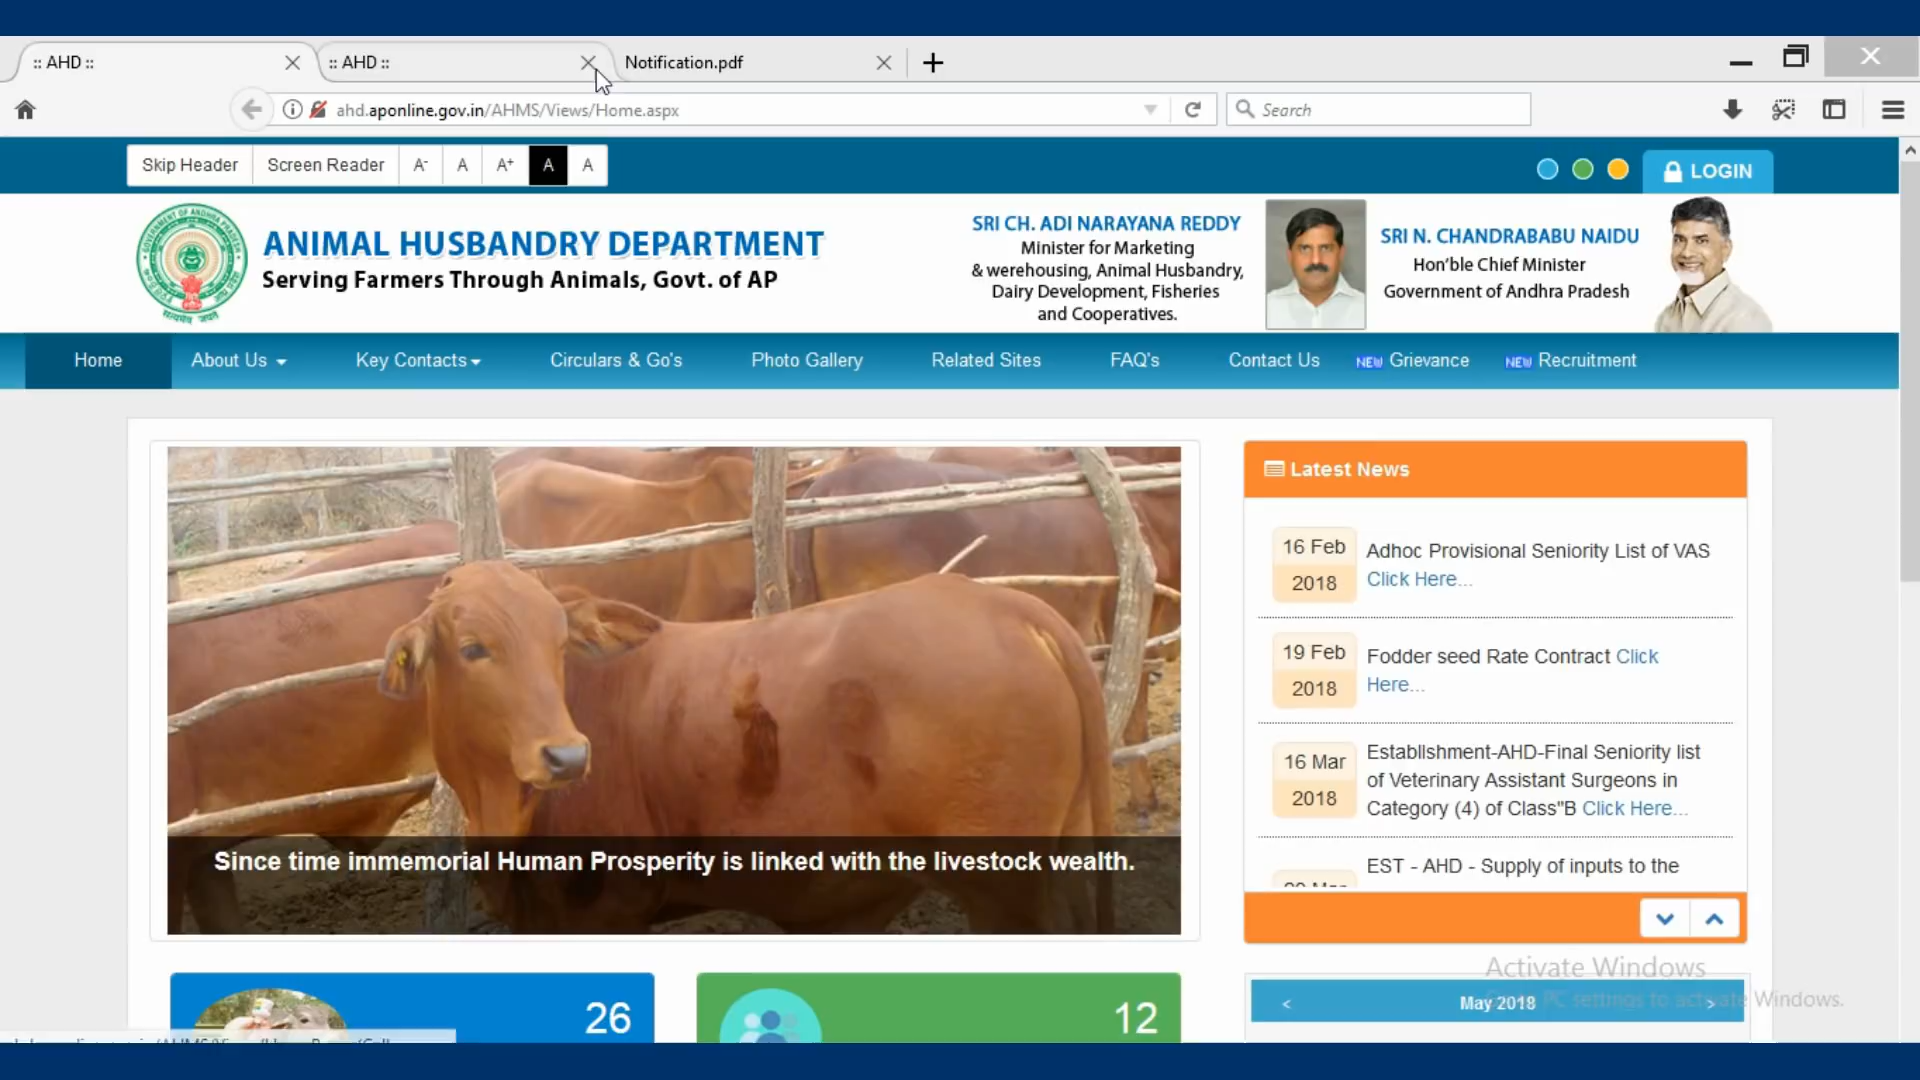 :: AHD ::
:: AHD ::
Notification.pdf
ahd.aponline.gov.in/AHMS/Views/Home.aspx
Search
Skip Header
Screen Reader
A-
A
A+
A
A
LOGIN
ANIMAL HUSBANDRY DEPARTMENT
Serving Farmers Through Animals, Govt. of AP
SRI CH. ADI NARAYANA REDDY
Minister for Marketing
& werehousing, Animal Husbandry,
Dairy Development, Fisheries
and Cooperatives.
SRI N. CHANDRABABU NAIDU
Hon'ble Chief Minister
Government of Andhra Pradesh
Home
About Us
Key Contacts
Circulars & Go's
Photo Gallery
Related Sites
FAQ's
Contact Us
NEW Grievance
NEW Recruitment
Since time immemorial Human Prosperity is linked with the livestock wealth.
Latest News
16 Feb
2018
Adhoc Provisional Seniority List of VAS
Click Here...
19 Feb
2018
Fodder seed Rate Contract Click
Here...
16 Mar
2018
Establlshment-AHD-Final Seniority list
of Veterinary Assistant Surgeons in
Category (4) of Class"B Click Here...
EST - AHD - Supply of inputs to the
26
12
< May 2018 >
Activate Windows
PC settings to activate Windows.